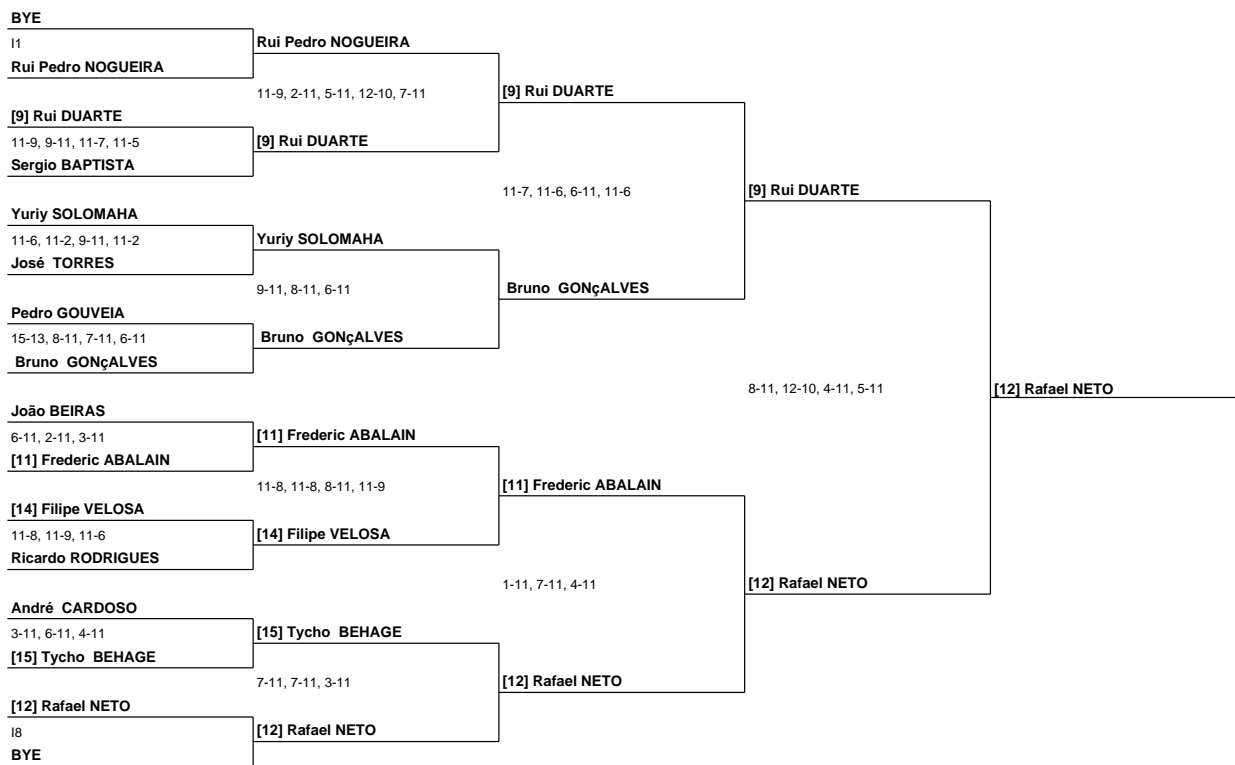 BYE
I1
Rui Pedro NOGUEIRA
Rui Pedro NOGUEIRA
11-9, 2-11, 5-11, 12-10, 7-11
[9] Rui DUARTE
[9] Rui DUARTE
11-9, 9-11, 11-7, 11-5
Sergio BAPTISTA
[9] Rui DUARTE
11-7, 11-6, 6-11, 11-6
[9] Rui DUARTE
Yuriy SOLOMAHA
11-6, 11-2, 9-11, 11-2
José TORRES
Yuriy SOLOMAHA
9-11, 8-11, 6-11
Bruno GONçALVES
Pedro GOUVEIA
15-13, 8-11, 7-11, 6-11
Bruno GONçALVES
Bruno GONçALVES
8-11, 12-10, 4-11, 5-11
[12] Rafael NETO
João BEIRAS
6-11, 2-11, 3-11
[11] Frederic ABALAIN
[11] Frederic ABALAIN
11-8, 11-8, 8-11, 11-9
[11] Frederic ABALAIN
[14] Filipe VELOSA
11-8, 11-9, 11-6
Ricardo RODRIGUES
[14] Filipe VELOSA
1-11, 7-11, 4-11
[12] Rafael NETO
André CARDOSO
3-11, 6-11, 4-11
[15] Tycho BEHAGE
[15] Tycho BEHAGE
7-11, 7-11, 3-11
[12] Rafael NETO
[12] Rafael NETO
I8
BYE
[12] Rafael NETO